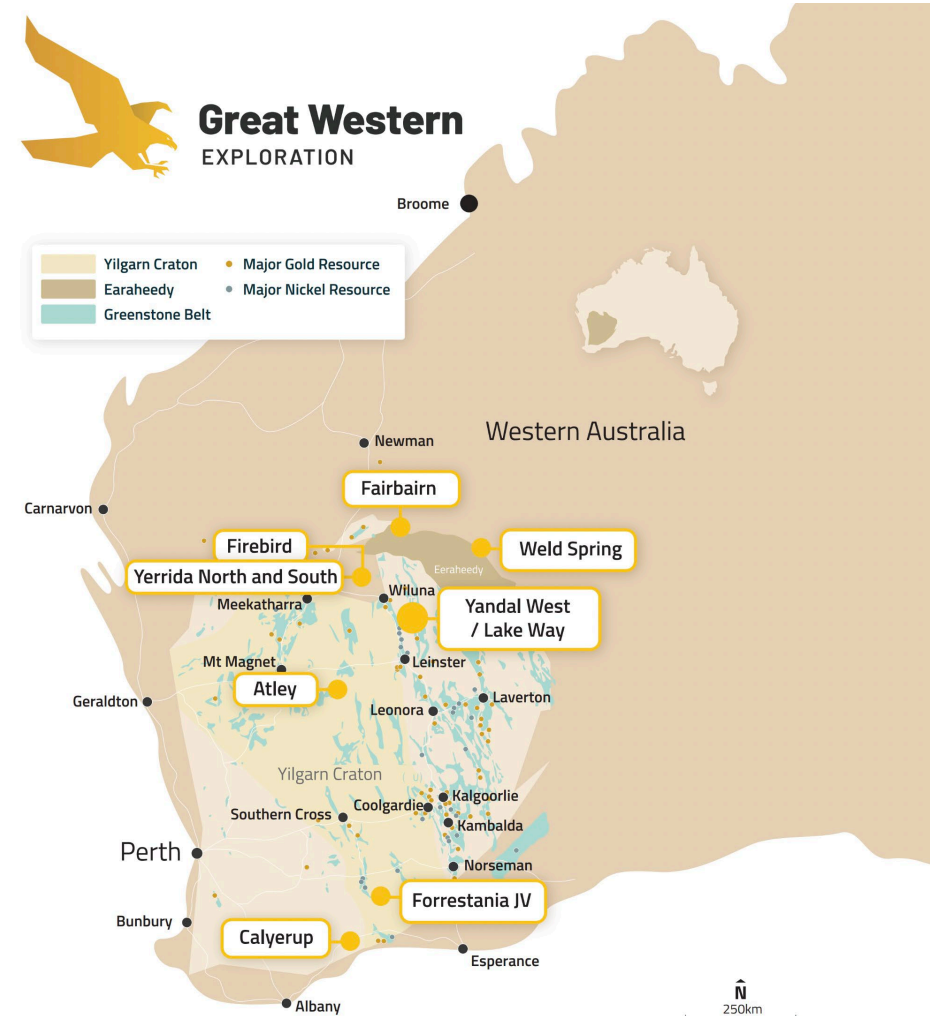 Great Western
EXPLORATION
Broome
Yilgarn Craton
Major Gold Resource
Earaheedy
Major Nickel Resource
Greenstone Belt
Western Australia
Newman
Fairbairn
Carnarvon
Firebird
Weld Spring
Eeraheedy
Yerrida North and South
Wiluna
Meekatharra
Yandal West
/ Lake Way
Mt Magnet
Leinster
Atley
Geraldton
Laverton
Leonora
Yilgarn Craton
Kalgoorlie
Coolgardie
Southern Cross
Kambalda
Perth
Norseman
Forrestania JV
Bunbury
Calyerup
Esperance
Albany
N
250km